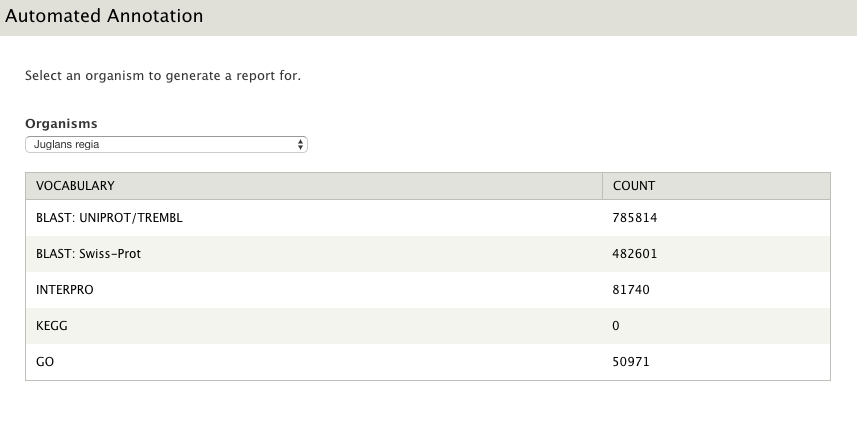 Automated Annotation
Select an organism to generate a report for.
Organisms
Juglans regia
VOCABULARY COUNT
BLAST: UNIPROT/TREMBL 785814
BLAST: Swiss-Prot 482601
INTERPRO 81740
KEGG 0
GO 50971